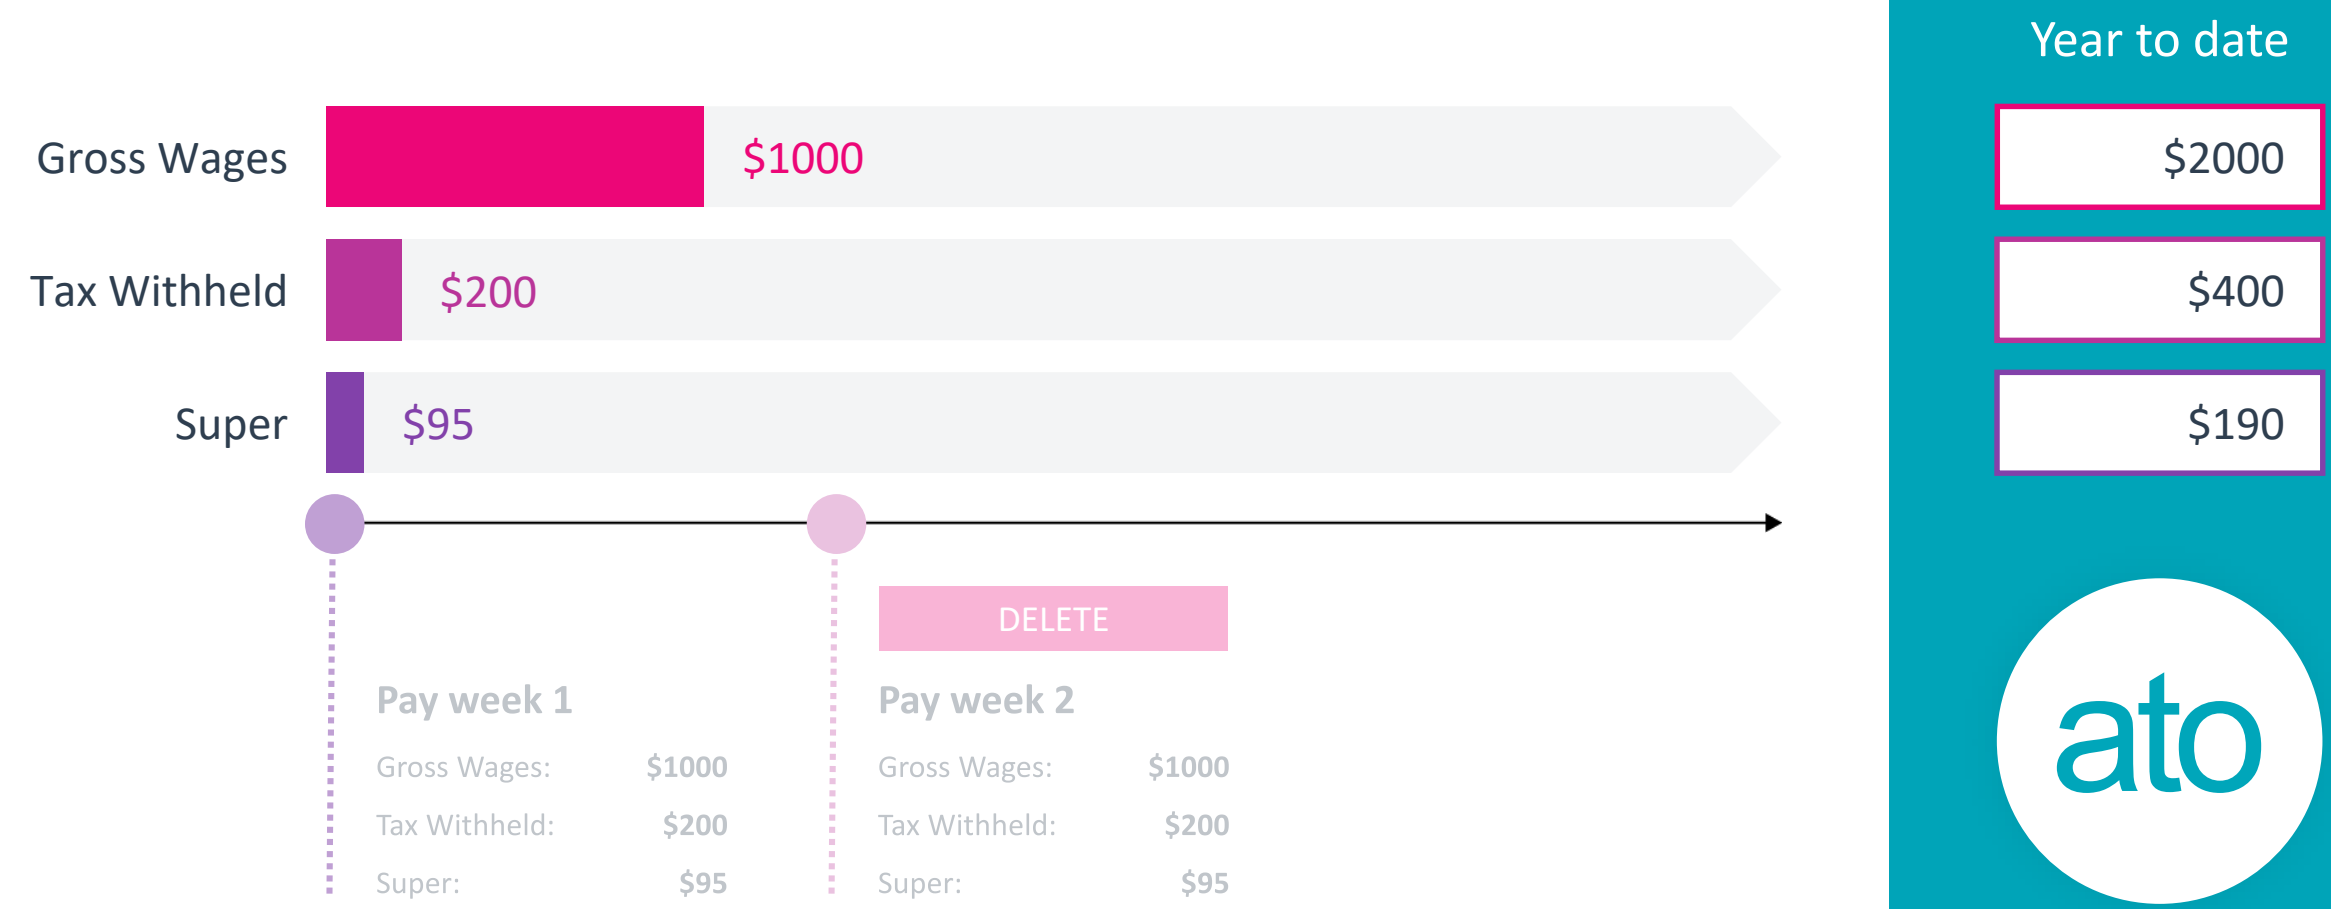 Year to date
Gross Wages $1000 $2000
Tax Withheld $200 $400
Super $95 $190
DELETE
Pay week 1 Pay week 2
Gross Wages: $1000 Gross Wages: $1000
Tax Withheld: $200 Tax Withheld: $200
Super: $95 Super: $95
ato